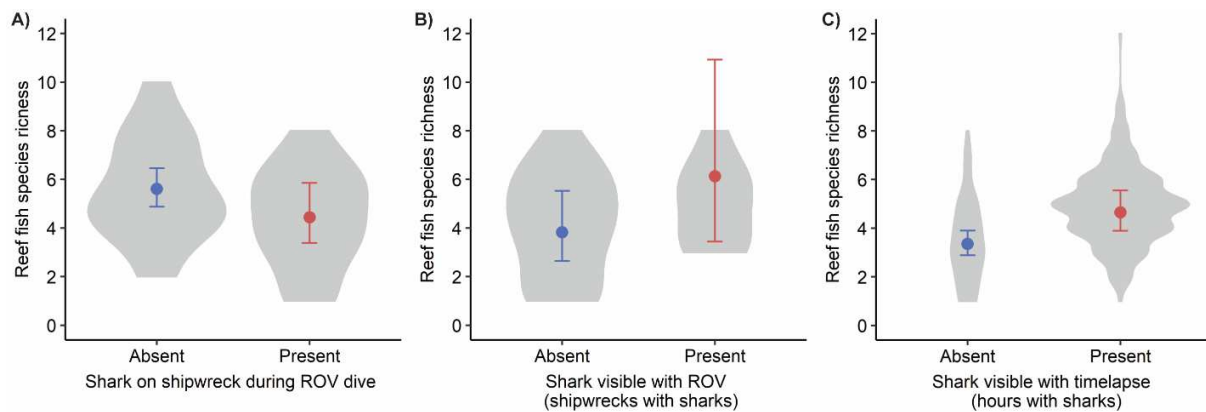 A)
Reef fish species ricness
12
10
8
6
4
2
0
Absent Present
Shark on shipwreck during ROV dive
B)
Reef fish species richness
12
10
8
6
4
2
0
Absent Present
Shark visible with ROV
(shipwrecks with sharks)
C)
Reef fish species richness
12
10
8
6
4
2
0
Absent Present
Shark visible with timelapse
(hours with sharks)